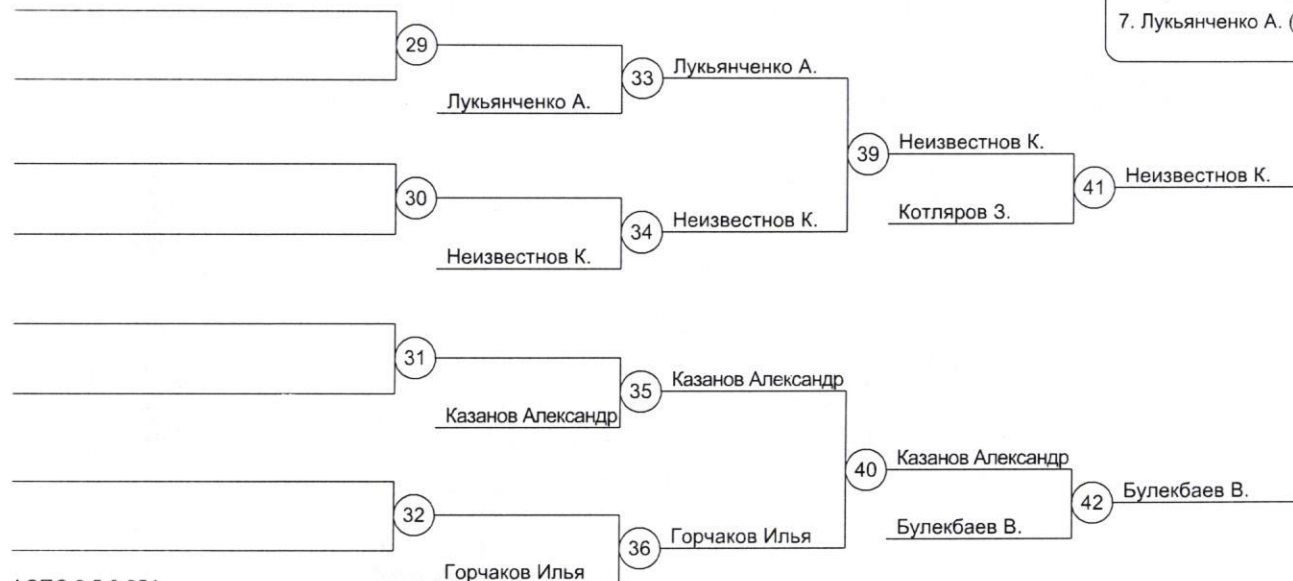 7. Лукьянченко А. (
29
33
Лукьянченко А.
Лукьянченко А.
39
Неизвестнов К.
30
41
Неизвестнов К.
34
Неизвестнов К.
Котляров З.
Неизвестнов К.
31
35
Казанов Александр
Казанов Александр
40
Казанов Александр
32
42
Булекбаев В.
36
Горчаков Илья
Булекбаев В.
Горчаков Илья